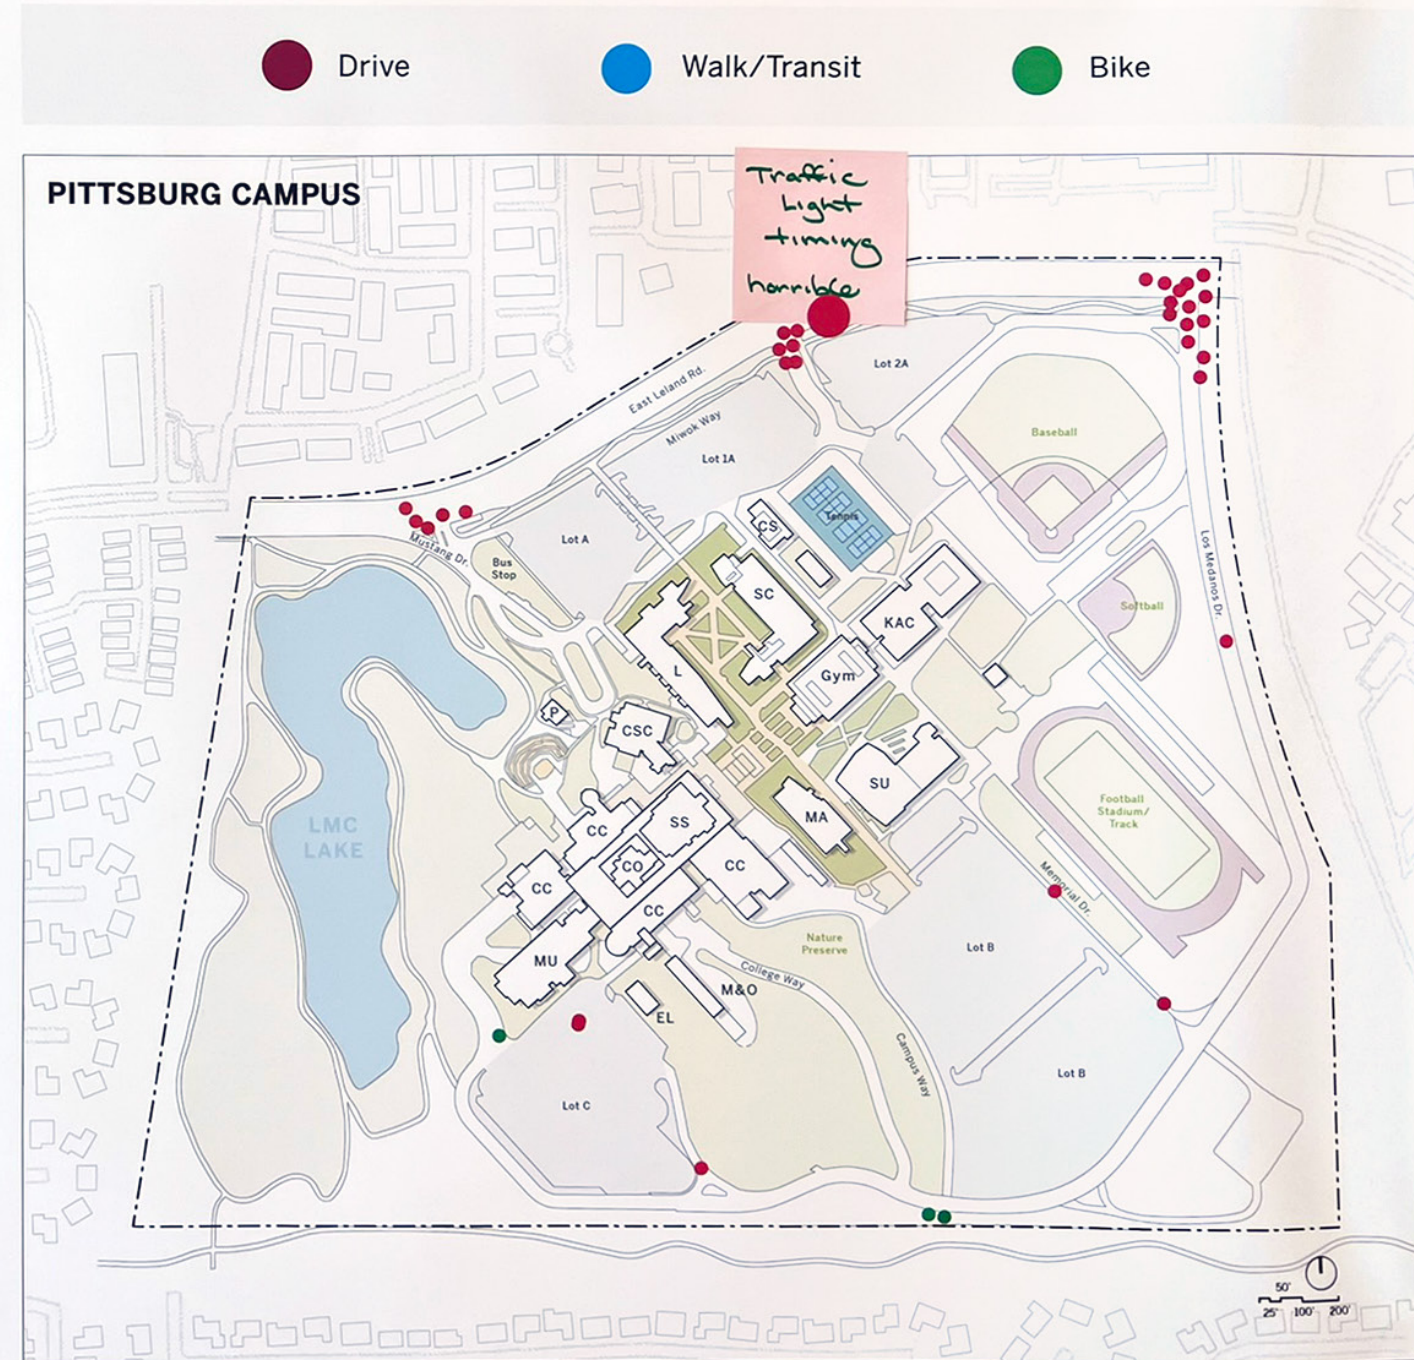 Drive
Walk/Transit
Bike
PITTSBURG CAMPUS
Traffic
Light
timing
horrible
Lot 2A
East Leland Rd.
Miwok Way
Lot 1A
Baseball
Mustang Dr.
Lot A
Bus
Stop
CS
Tennis
SC
KAC
Los Medanos Dr.
Softball
L
Gym
P
CSC
SU
Football
Stadium/
Track
LMC
LAKE
CC
SS
MA
CO
CC
CC
CC
Memorial Dr.
MU
Nature
Preserve
Lot B
College Way
M&O
EL
Campus Way
Lot B
Lot C
50'
25' 100' 200'